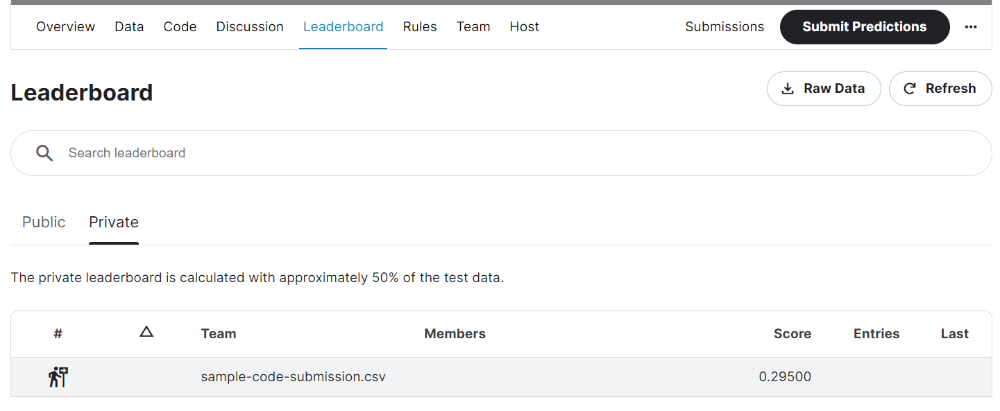 Overview Data Code Discussion Leaderboard Rules Team Host Submissions Submit Predictions ...
Leaderboard Raw Data Refresh
Search leaderboard
Public Private
The private leaderboard is calculated with approximately 50% of the test data.
# Team Members Score Entries Last
sample-code-submission.csv 0.29500